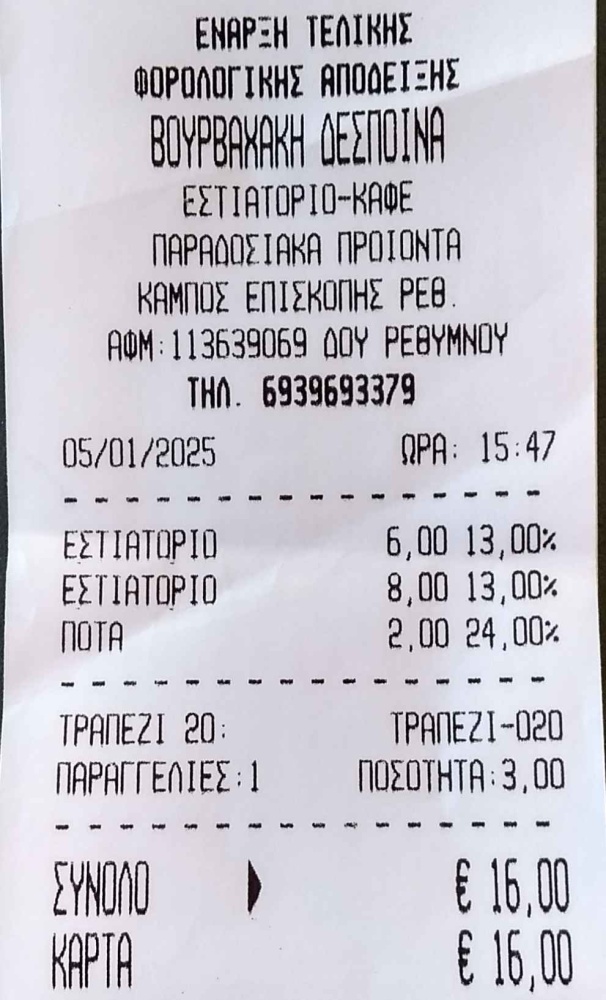 ΕΝΑΡΞΗ ΤΕΛΙΚΗΣ
ΦΟΡΟΛΟΓΙΚΗΣ ΑΠΟΔΕΙΞΗΣ
ΒΟΥΡΒΑΧΑΚΗ ΔΕΣΠΟΙΝΑ
ΕΣΤΙΑΤΟΡΙΟ-ΚΑΦΕ
ΠΑΡΑΔΟΣΙΑΚΑ ΠΡΟΙΟΝΤΑ
ΚΑΜΠΟΣ ΕΠΙΣΚΟΠΗΣ ΡΕΘ.
ΑΦΜ:113639069 ΔΟΥ ΡΕΘΥΜΝΟΥ
ΤΗΛ. 6939693379
05/01/2025 ΩΡΑ: 15:47
ΕΣΤΙΑΤΟΡΙΟ 6,00 13,00%
ΕΣΤΙΑΤΟΡΙΟ 8,00 13,00%
ΠΟΤΑ 2,00 24,00%
ΤΡΑΠΕΖΙ 20: ΤΡΑΠΕΖΙ-020
ΠΑΡΑΓΓΕΛΙΕΣ:1 ΠΟΣΟΤΗΤΑ:3,00
ΣΥΝΟΛΟ € 16,00
ΚΑΡΤΑ € 16,00